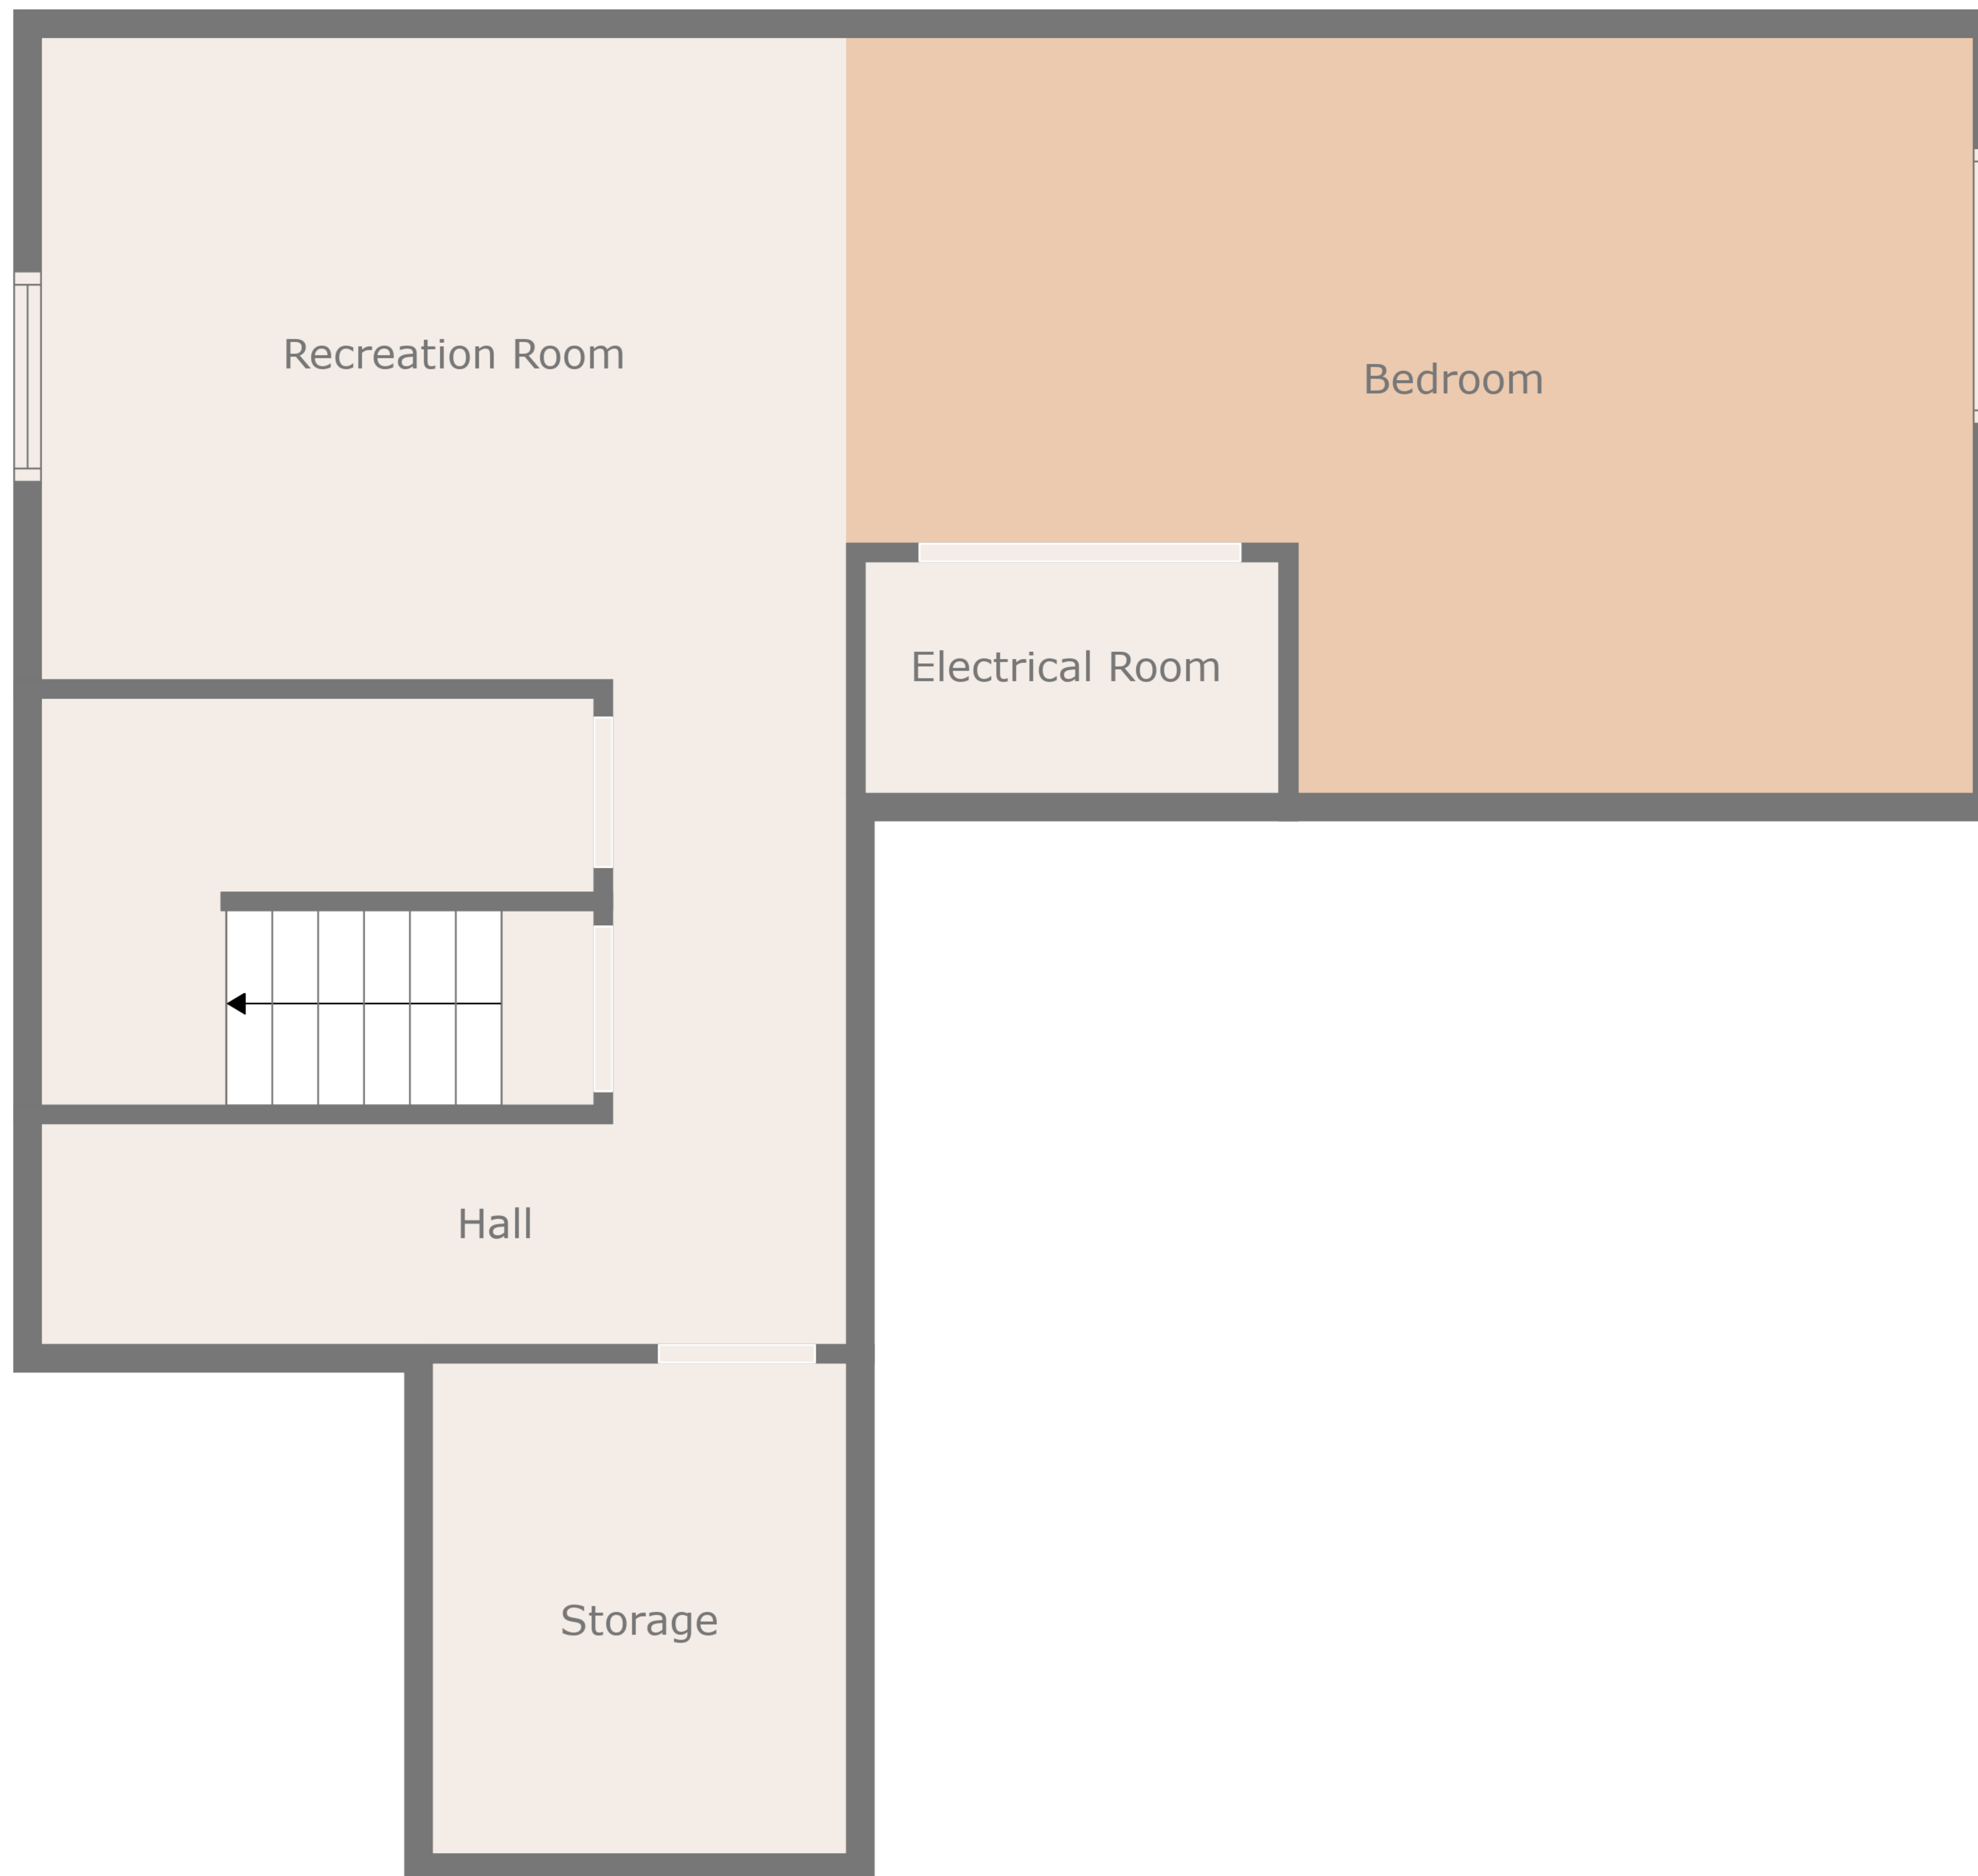 Recreation Room
Bedroom
Electrical Room
Hall
Storage